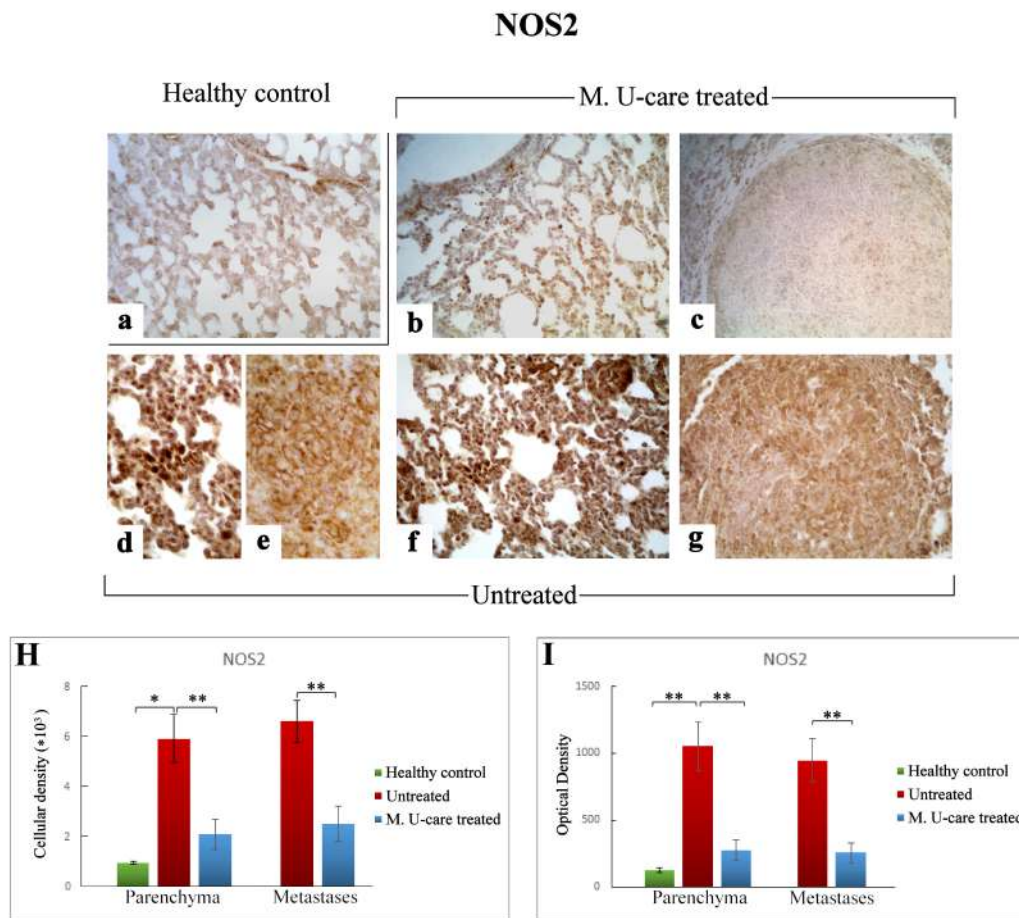 NOS2
Healthy control
M. U-care treated
a
b
c
d
e
f
g
Untreated
H
NOS2
Cellular density (*10³)
8
6
4
2
0
*
**
**
Parenchyma
Metastases
Healthy control
Untreated
M. U-care treated
I
NOS2
Optical Density
1500
1000
500
0
**
**
**
Parenchyma
Metastases
Healthy control
Untreated
M. U-care treated